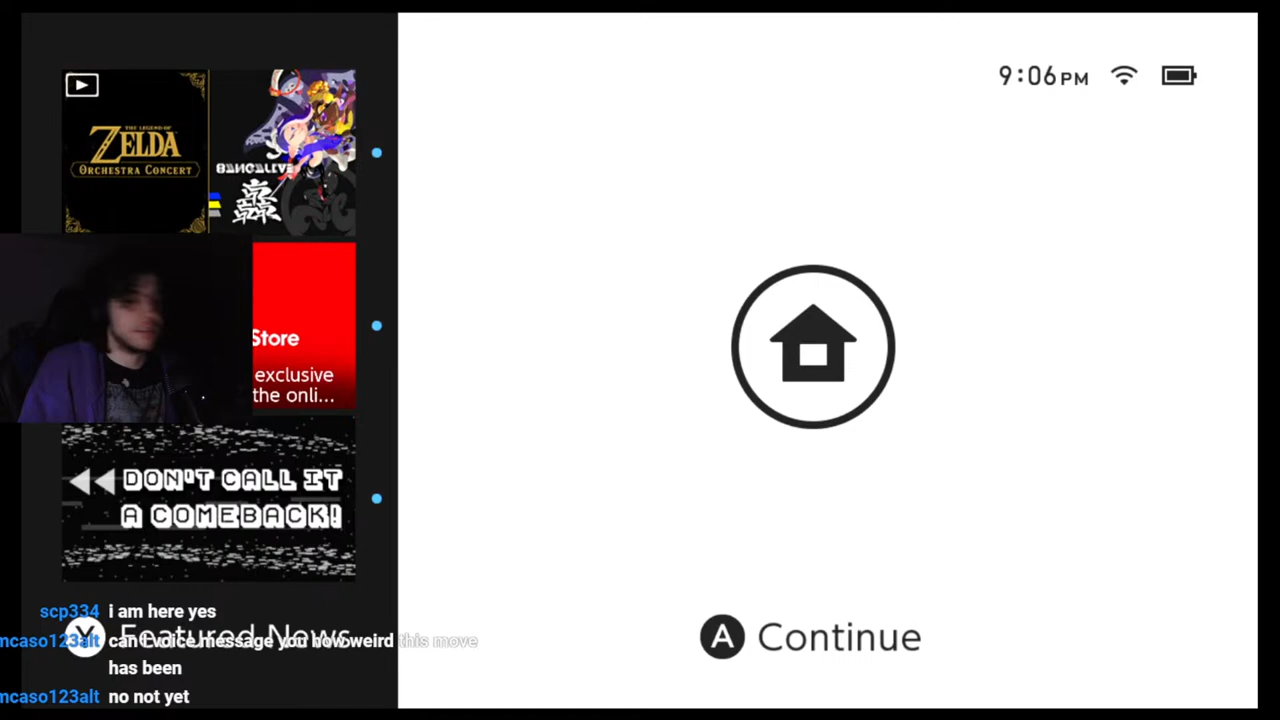 9:06PM
THE LEGEND OF
ZELDA
ORCHESTRA CONCERT
Store
exclusive
the onli...
DON'T CALL IT
A COMEBACK!
Y Featured News
A Continue
scp334 i am here yes
mcaso123alt can i voice message you how weird this move
has been
mcaso123alt no not yet